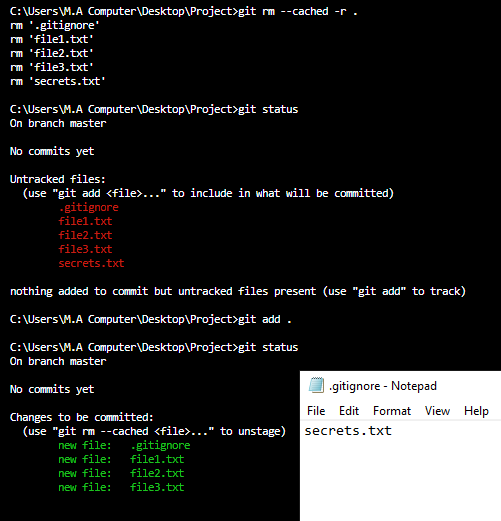 C:\Users\M.A Computer\Desktop\Project>git rm --cached -r .
rm '.gitignore'
rm 'file1.txt'
rm 'file2.txt'
rm 'file3.txt'
rm 'secrets.txt'
C:\Users\M.A Computer\Desktop\Project>git status
On branch master
No commits yet
Untracked files:
  (use "git add <file>..." to include in what will be committed)
        .gitignore
        file1.txt
        file2.txt
        file3.txt
        secrets.txt
nothing added to commit but untracked files present (use "git add" to track)
C:\Users\M.A Computer\Desktop\Project>git add .
C:\Users\M.A Computer\Desktop\Project>git status
On branch master
No commits yet
Changes to be committed:
  (use "git rm --cached <file>..." to unstage)
        new file:   .gitignore
        new file:   file1.txt
        new file:   file2.txt
        new file:   file3.txt
.gitignore - Notepad
File Edit Format View Help
secrets.txt